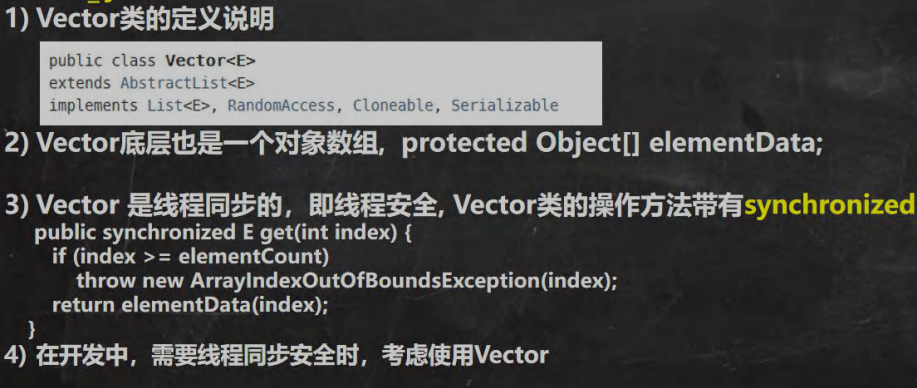 1) Vector类的定义说明
public class Vector<E>
extends AbstractList<E>
implements List<E>, RandomAccess, Cloneable, Serializable
2) Vector底层也是一个对象数组, protected Object[] elementData;
3) Vector 是线程同步的，即线程安全, Vector类的操作方法带有synchronized
public synchronized E get(int index) {
if (index >= elementCount)
throw new ArrayIndexOutOfBoundsException(index);
return elementData(index);
}
4) 在开发中，需要线程同步安全时，考虑使用Vector